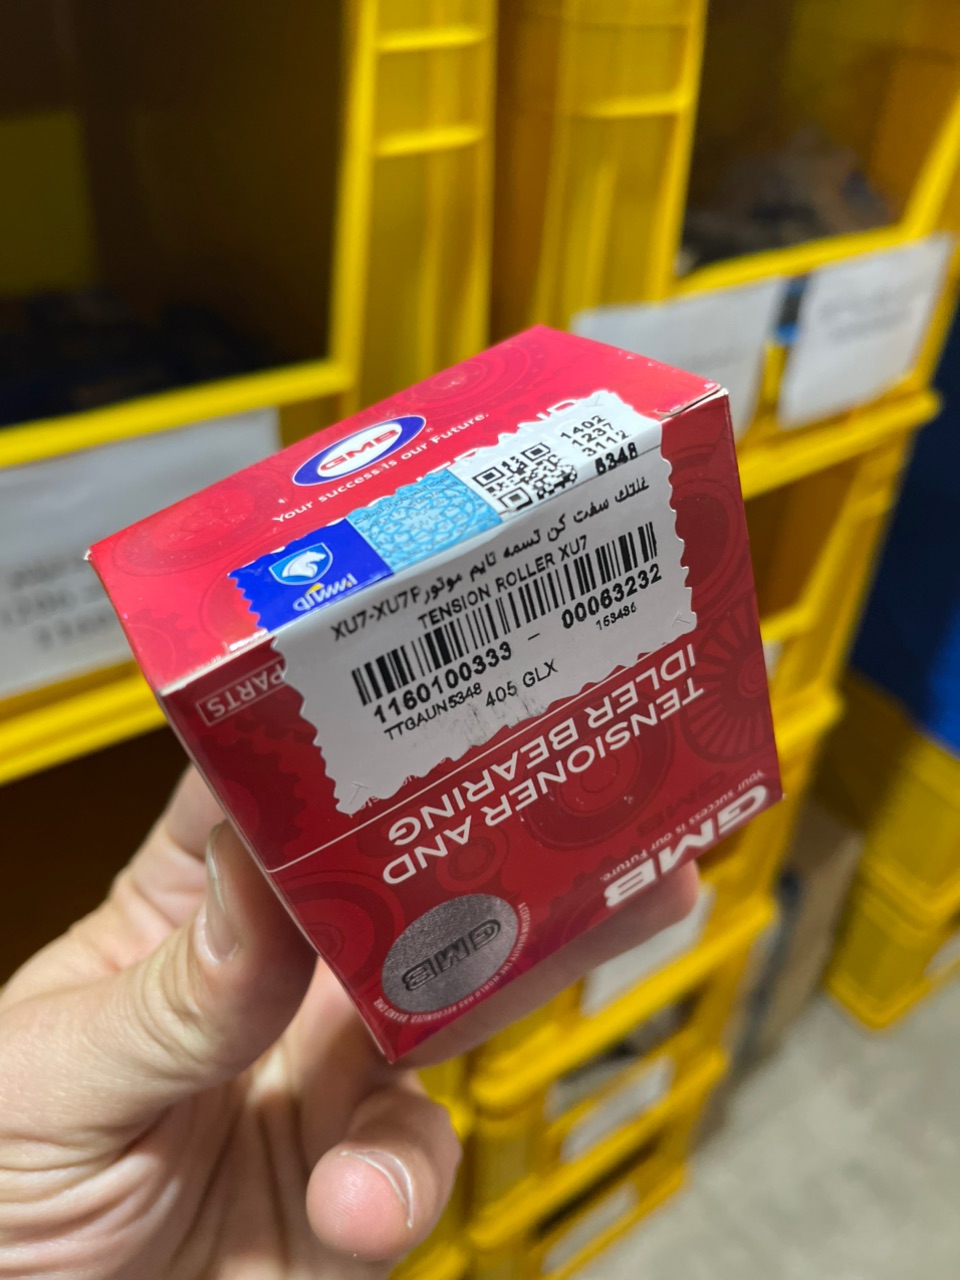 GMB
Your success is our Future.
1402
1237
3112
5348
غلتک سفت کن تسمه تایم موتور XU7-XU7F
TENSION ROLLER XU7
1160100333 - 00063232
TTGAUN5348 405 GLX 153436
PARTS
TENSIONER AND
IDLER BEARING
GMB
Your success is our Future.
GMB